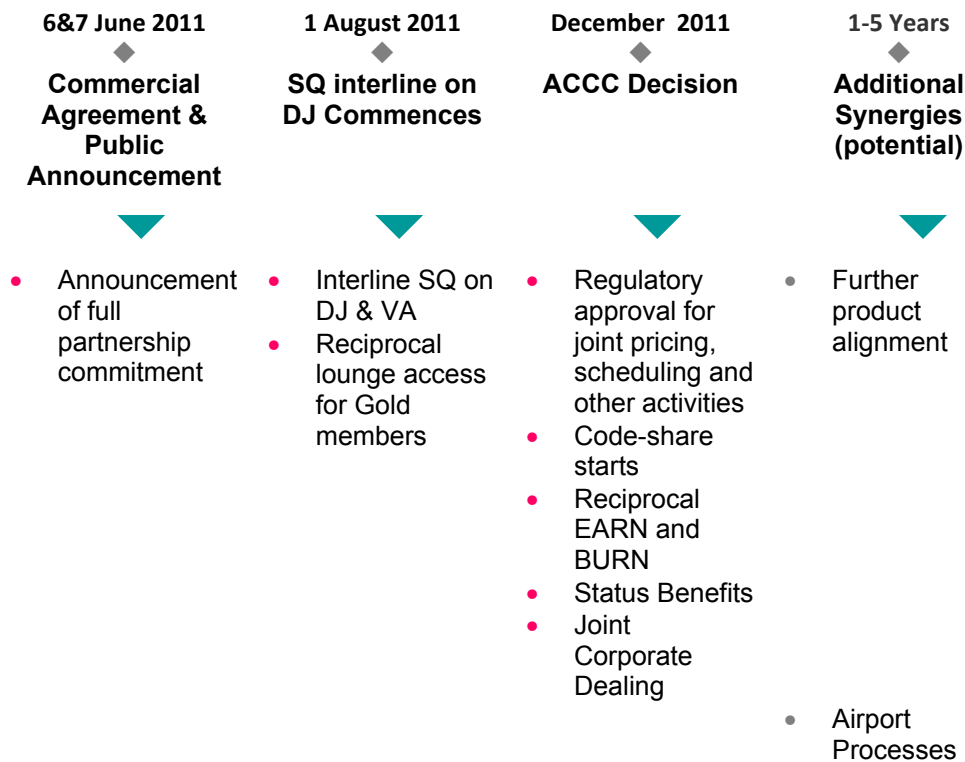 6&7 June 2011
Commercial
Agreement &
Public
Announcement
• Announcement
of full
partnership
commitment
1 August 2011
SQ interline on
DJ Commences
• Interline SQ on
DJ & VA
• Reciprocal
lounge access
for Gold
members
December 2011
ACCC Decision
• Regulatory
approval for
joint pricing,
scheduling and
other activities
• Code-share
starts
• Reciprocal
EARN and
BURN
• Status Benefits
• Joint
Corporate
Dealing
1-5 Years
Additional
Synergies
(potential)
• Further
product
alignment
• Airport
Processes